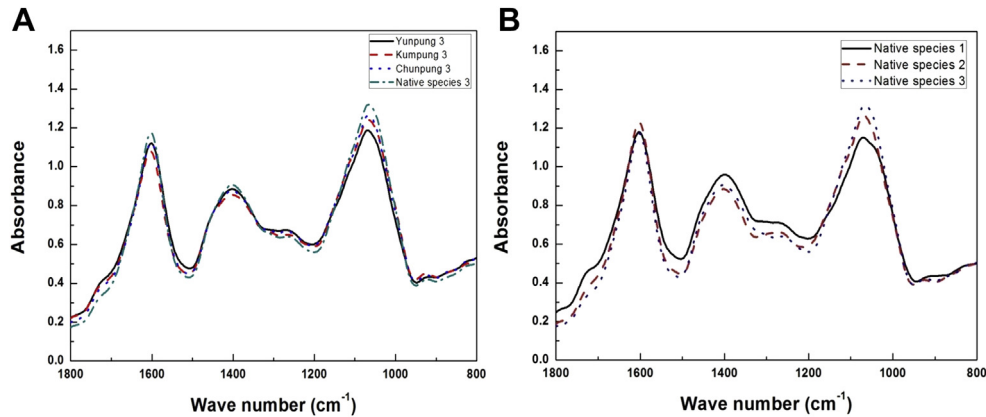 A
Yunpung 3
Kumpung 3
Chunpung 3
Native species 3
Absorbance
1.6
1.4
1.2
1.0
0.8
0.6
0.4
0.2
0.0
1800
1600
1400
1200
1000
800
Wave number (cm-1)
B
Native species 1
Native species 2
Native species 3
Absorbance
1.6
1.4
1.2
1.0
0.8
0.6
0.4
0.2
0.0
1800
1600
1400
1200
1000
800
Wave number (cm-1)